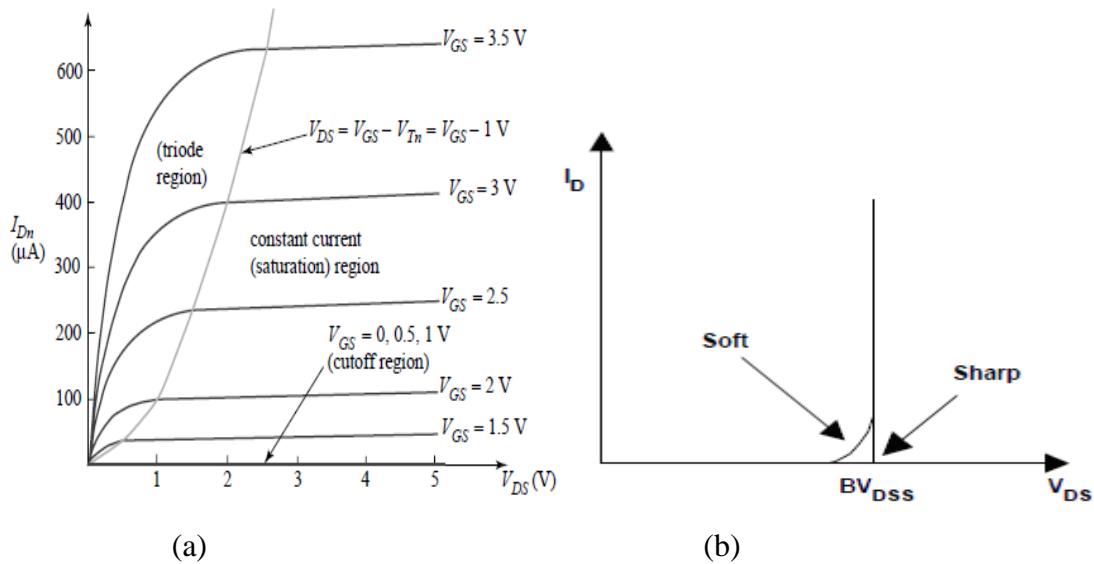 V_GS = 3.5 V
600
500
V_DS = V_GS – V_Tn = V_GS – 1 V
(triode
region)
400
V_GS = 3 V
I_Dn
(μA)
300
constant current
(saturation) region
V_GS = 2.5
200
V_GS = 0, 0.5, 1 V
(cutoff region)
V_GS = 2 V
100
V_GS = 1.5 V
1 2 3 4 5 V_DS (V)
(a)
I_D
Soft
Sharp
BV_DSS
V_DS
(b)